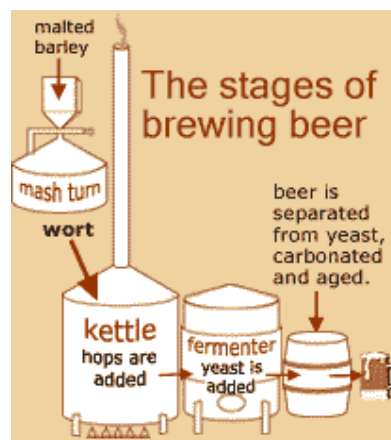 malted
barley
The stages of
brewing beer
mash turn
wort
beer is
separated
from yeast,
carbonated
and aged.
kettle
hops are
added
fermenter
yeast is
added